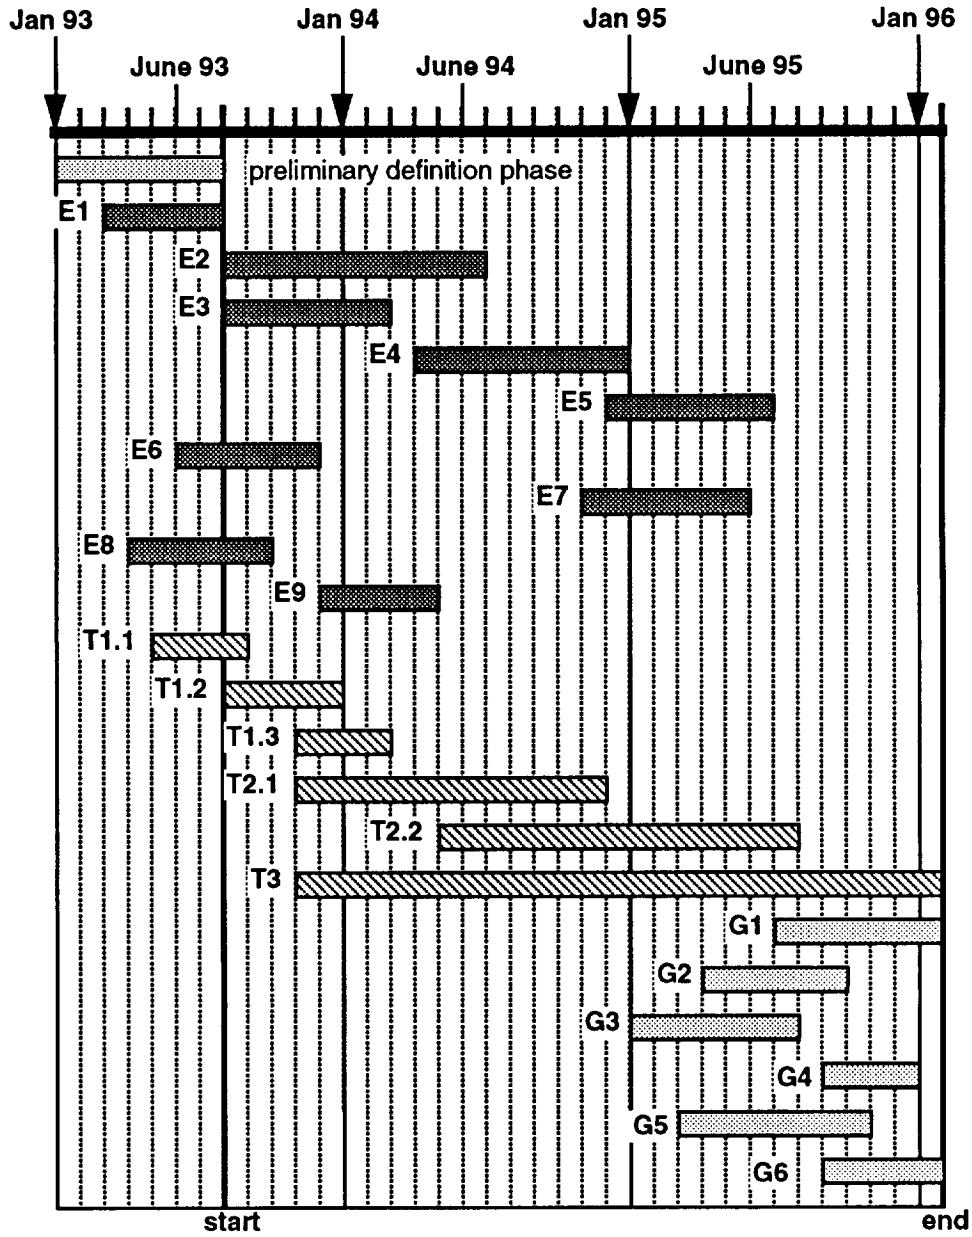 Jan 93 Jan 94 Jan 95 Jan 96
June 93 June 94 June 95
preliminary definition phase
E1
E2
E3
E4
E5
E6
E7
E8
E9
T1.1
T1.2
T1.3
T2.1
T2.2
T3
G1
G2
G3
G4
G5
G6
start end